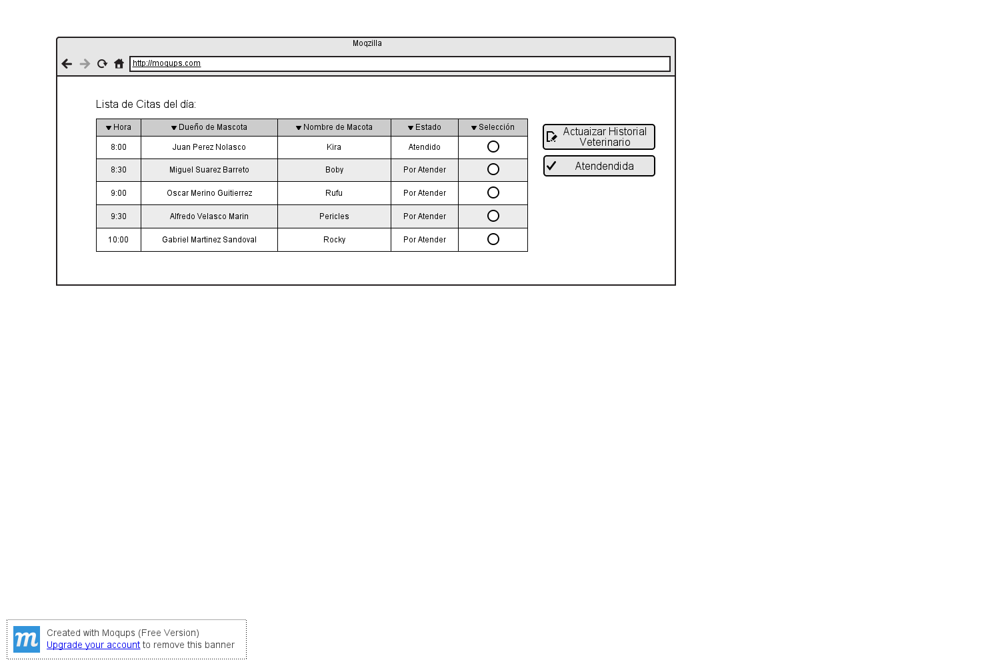 Moqzilla
http://moqups.com
Lista de Citas del día:
Hora Dueño de Mascota Nombre de Macota Estado Selección
8:00 Juan Perez Nolasco Kira Atendido
8:30 Miguel Suarez Barreto Boby Por Atender
9:00 Oscar Merino Guitierrez Rufu Por Atender
9:30 Alfredo Velasco Marin Pericles Por Atender
10:00 Gabriel Martinez Sandoval Rocky Por Atender
Actuaizar Historial
Veterinario
Atendendida
m
Created with Moqups (Free Version)
Upgrade your account to remove this banner